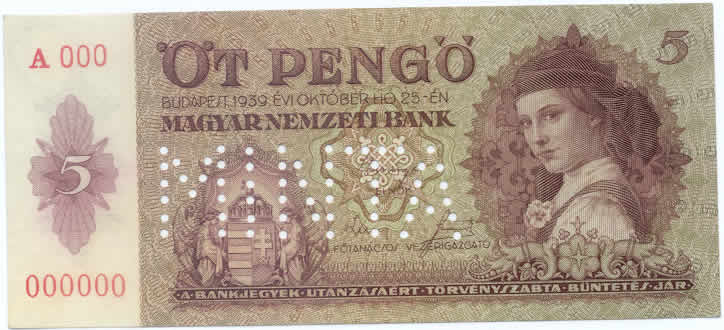 A 000
ÖT PENGŐ
5
BUDAPEST, 1939. ÉVI OKTÓBER HÓ 25-ÉN
MAGYAR NEMZETI BANK
MINTA
5
FŐTANÁCSOS VEZÉRIGAZGATÓ
000000
·A·BANKJEGYEK·UTÁNZÁSÁÉRT·TÖRVÉNYSZABTA·BÜNTETÉS·JÁR·